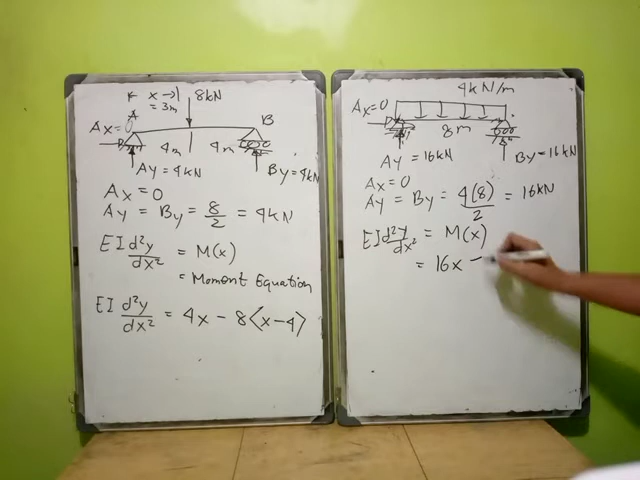 x →| 8kN
= 3m
A
B
Ax=0
4m | 4m
Ay = 4kN
By = 4kN
Ax = 0
Ay = By = 8/2 = 4kN
EI d²y/dx² = M(x)
= Moment Equation
EI d²y/dx² = 4x - 8<x-4>
4kN/m
Ax=0
8m
Ay = 16kN
By = 16kN
Ax = 0
Ay = By = 4(8)/2 = 16kN
EI d²y/dx² = M(x)
= 16x -